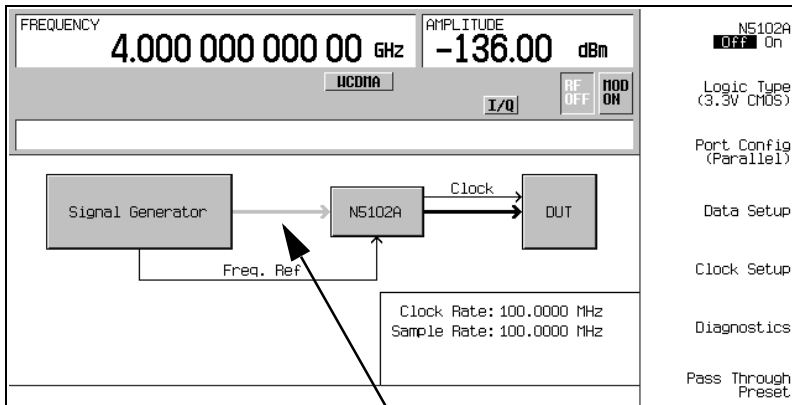 FREQUENCY
4.000 000 000 00 GHz
AMPLITUDE
-136.00 dBm
WCDMA
I/Q
RF OFF
MOD ON
Signal Generator
N5102A
Clock
DUT
Freq. Ref
Clock Rate: 100.0000 MHz
Sample Rate: 100.0000 MHz
N5102A
Off On
Logic Type
(3.3V CMOS)
Port Config
(Parallel)
Data Setup
Clock Setup
Diagnostics
Pass Through
Preset